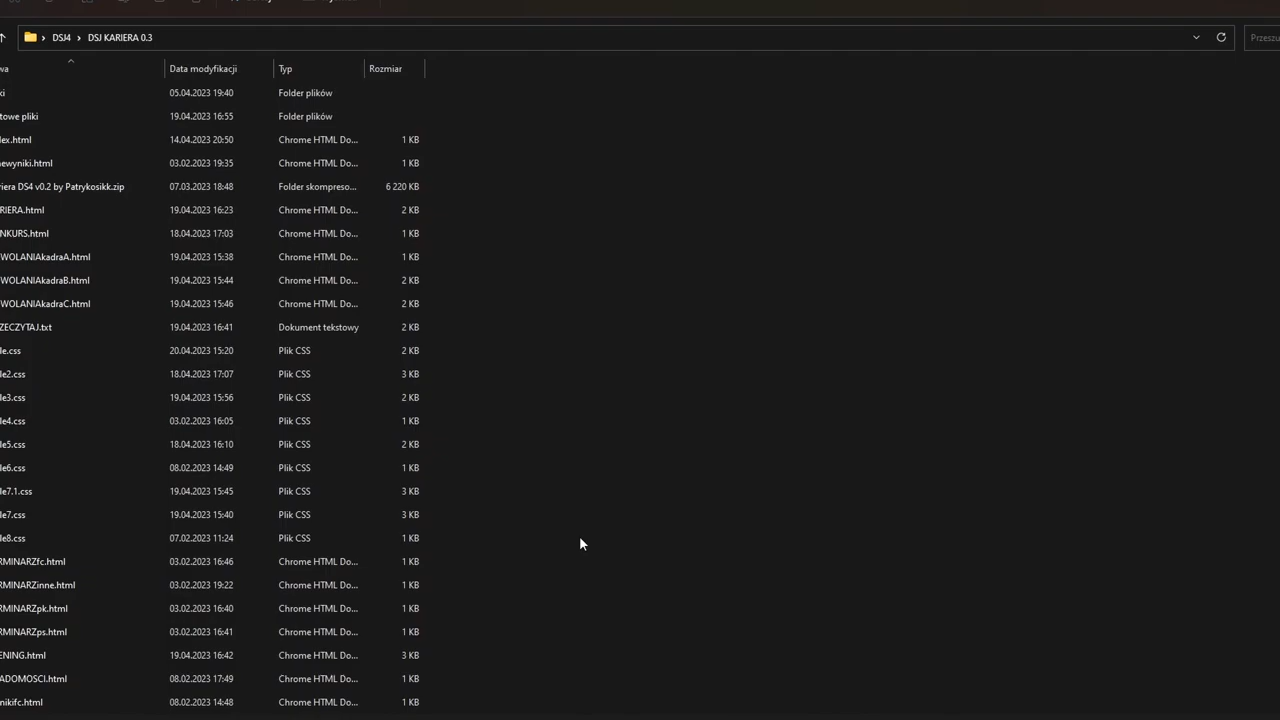 DSJ4 > DSJ KARIERA 0.3 Przeszu
wa Data modyfikacji Typ Rozmiar
ki 05.04.2023 19:40 Folder plików
towe pliki 19.04.2023 16:55 Folder plików
dex.html 14.04.2023 20:50 Chrome HTML Do... 1 KB
newyniki.html 03.02.2023 19:35 Chrome HTML Do... 1 KB
riera DS4 v0.2 by Patrykosikk.zip 07.03.2023 18:48 Folder skompreso... 6 220 KB
RIERA.html 19.04.2023 16:23 Chrome HTML Do... 2 KB
NKURS.html 18.04.2023 17:03 Chrome HTML Do... 1 KB
WOLANIAkadraA.html 19.04.2023 15:38 Chrome HTML Do... 1 KB
WOLANIAkadraB.html 19.04.2023 15:44 Chrome HTML Do... 2 KB
WOLANIAkadraC.html 19.04.2023 15:46 Chrome HTML Do... 2 KB
ZECZYTAJ.txt 19.04.2023 16:41 Dokument tekstowy 2 KB
le.css 20.04.2023 15:20 Plik CSS 2 KB
le2.css 18.04.2023 17:07 Plik CSS 3 KB
le3.css 19.04.2023 15:56 Plik CSS 2 KB
le4.css 03.02.2023 16:05 Plik CSS 1 KB
le5.css 18.04.2023 16:10 Plik CSS 2 KB
le6.css 08.02.2023 14:49 Plik CSS 1 KB
le7.1.css 19.04.2023 15:45 Plik CSS 3 KB
le7.css 19.04.2023 15:40 Plik CSS 3 KB
le8.css 07.02.2023 11:24 Plik CSS 1 KB
RMINARZfc.html 03.02.2023 16:46 Chrome HTML Do... 1 KB
RMINARZinne.html 03.02.2023 19:22 Chrome HTML Do... 1 KB
RMINARZpk.html 03.02.2023 16:40 Chrome HTML Do... 1 KB
RMINARZps.html 03.02.2023 16:41 Chrome HTML Do... 1 KB
ENING.html 19.04.2023 16:42 Chrome HTML Do... 3 KB
ADOMOSCI.html 08.02.2023 17:49 Chrome HTML Do... 1 KB
nikifc.html 08.02.2023 14:48 Chrome HTML Do... 1 KB